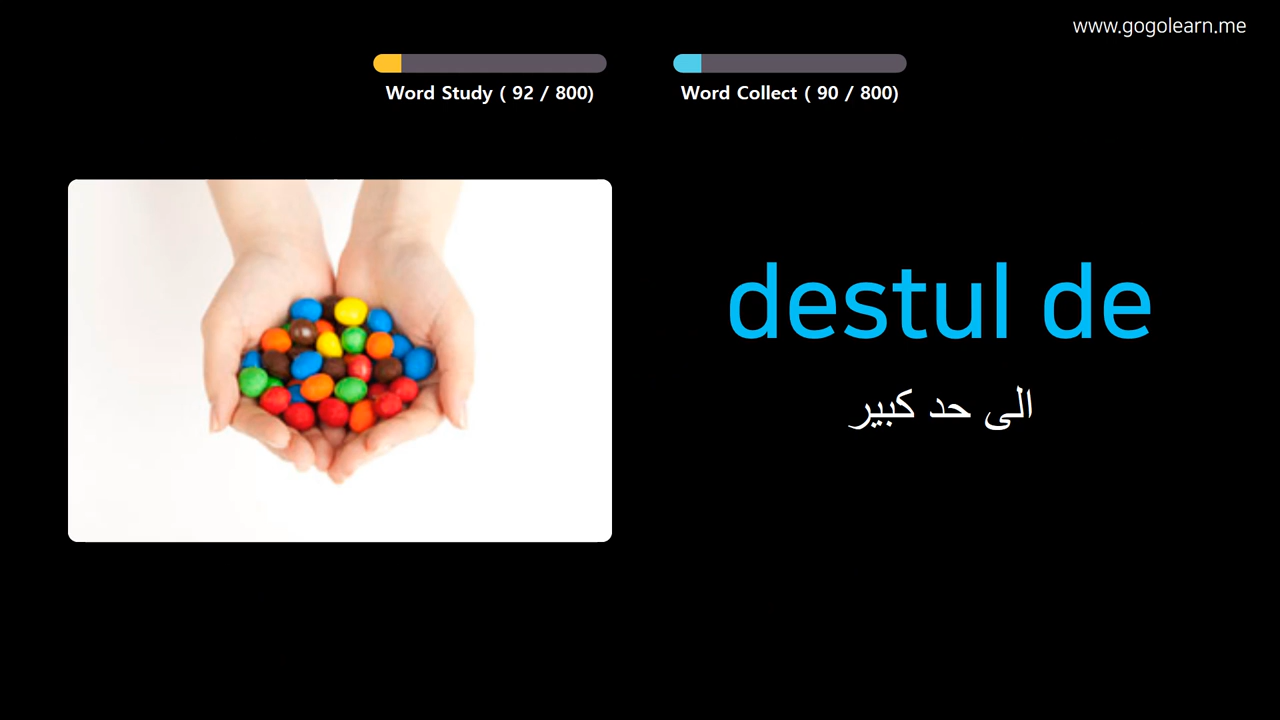 www.gogolearn.me
Word Study ( 92 / 800)
Word Collect ( 90 / 800)
destul de
الى حد كبير